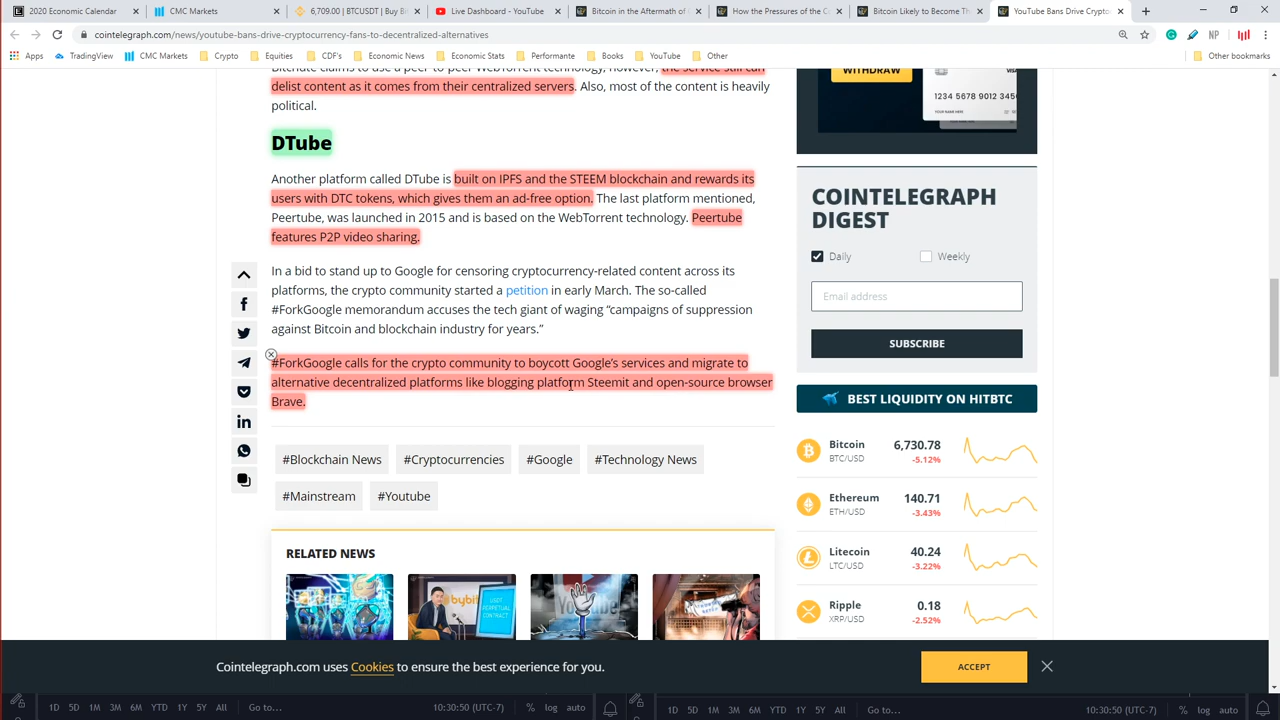 2020 Economic Calendar
CMC Markets
6,709.00 | BTCUSDT | Buy Bi
Live Dashboard - YouTube
Bitcoin in the Aftermath of
How the Pressures of the C
Bitcoin Likely to Become Th
YouTube Bans Drive Crypto
cointelegraph.com/news/youtube-bans-drive-cryptocurrency-fans-to-decentralized-alternatives
NP
Apps
TradingView
CMC Markets
Crypto
Equities
CDF's
Economic News
Economic Stats
Performante
Books
YouTube
Other
Other bookmarks
Bitchute claims to use a peer-to-peer WebTorrent technology, however, the service still can
delist content as it comes from their centralized servers. Also, most of the content is heavily
political.
DTube
Another platform called DTube is built on IPFS and the STEEM blockchain and rewards its
users with DTC tokens, which gives them an ad-free option. The last platform mentioned,
Peertube, was launched in 2015 and is based on the WebTorrent technology. Peertube
features P2P video sharing.
In a bid to stand up to Google for censoring cryptocurrency-related content across its
platforms, the crypto community started a petition in early March. The so-called
#ForkGoogle memorandum accuses the tech giant of waging “campaigns of suppression
against Bitcoin and blockchain industry for years.”
#ForkGoogle calls for the crypto community to boycott Google’s services and migrate to
alternative decentralized platforms like blogging platform Steemit and open-source browser
Brave.
#Blockchain News
#Cryptocurrencies
#Google
#Technology News
#Mainstream
#Youtube
RELATED NEWS
WITHDRAW
1234 5678 9012 3456
COINTELEGRAPH
DIGEST
Daily
Weekly
Email address
SUBSCRIBE
BEST LIQUIDITY ON HITBTC
Bitcoin 6,730.78
BTC/USD -5.12%
Ethereum 140.71
ETH/USD -3.43%
Litecoin 40.24
LTC/USD -3.22%
Ripple 0.18
XRP/USD -2.52%
Cointelegraph.com uses Cookies to ensure the best experience for you.
ACCEPT
1D 5D 1M 3M 6M YTD 1Y 5Y All Go to... 10:30:50 (UTC-7) % log auto
1D 5D 1M 3M 6M YTD 1Y 5Y All Go to... 10:30:50 (UTC-7) % log auto